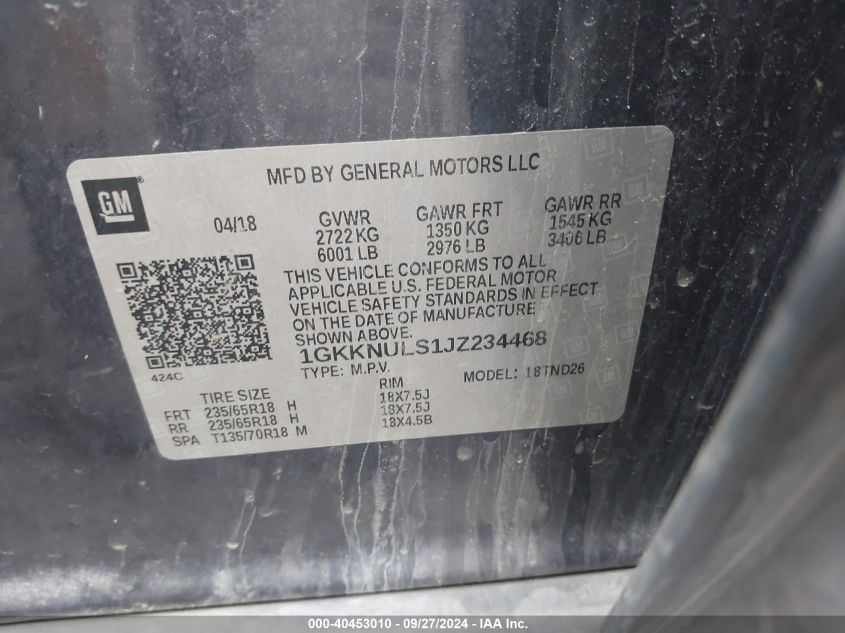 MFD BY GENERAL MOTORS LLC
GM
04/18
GVWR
2722 KG
6001 LB
GAWR FRT
1350 KG
2976 LB
GAWR RR
1545 KG
3406 LB
THIS VEHICLE CONFORMS TO ALL
APPLICABLE U.S. FEDERAL MOTOR
VEHICLE SAFETY STANDARDS IN EFFECT
ON THE DATE OF MANUFACTURE
SHOWN ABOVE.
1GKKNULS1JZ234468
TYPE: M.P.V. MODEL: 18TND26
424C
TIRE SIZE RIM
FRT 235/65R18 H 18X7.5J
RR 235/65R18 H 18X7.5J
SPA T135/70R18 M 18X4.5B
000-40453010 - 09/27/2024 - IAA Inc.